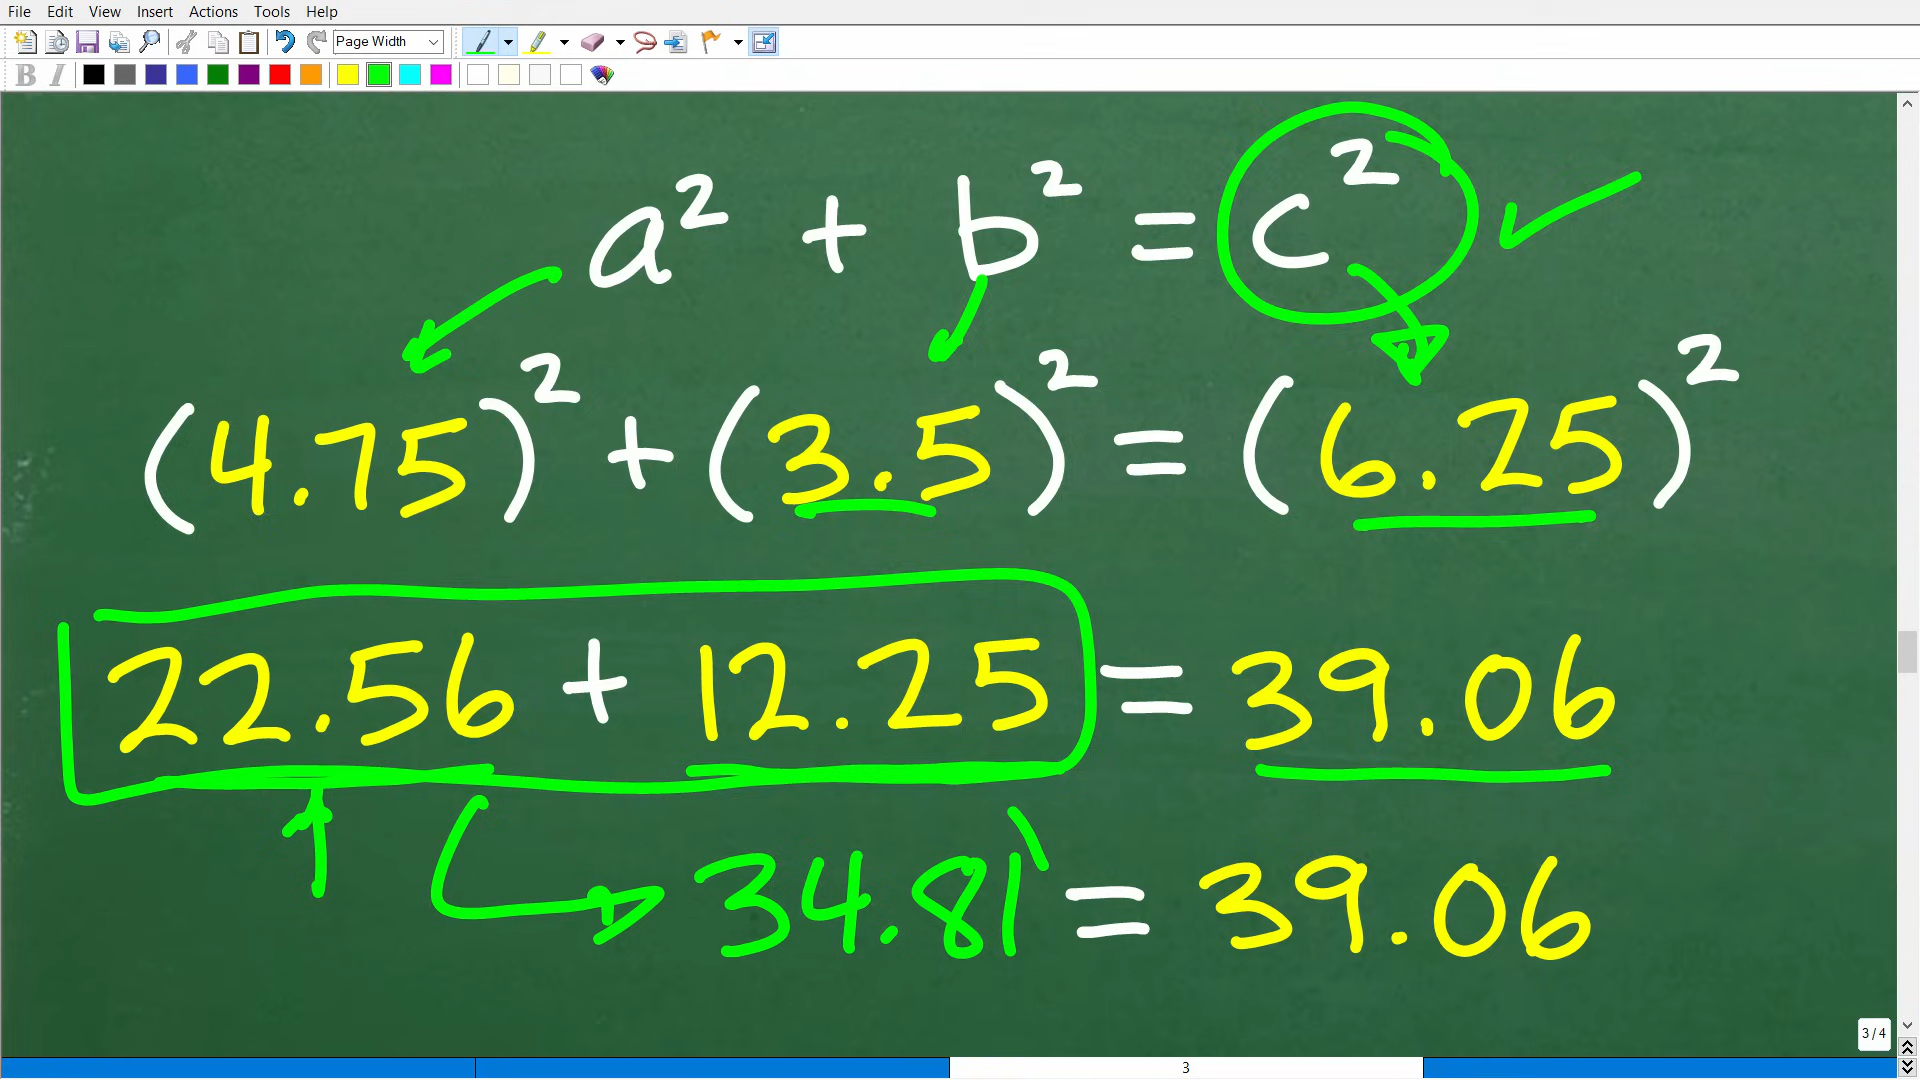 File Edit View Insert Actions Tools Help
Page Width
B I
a² + b² = c²
(4.75)² + (3.5)² = (6.25)²
22.56 + 12.25 = 39.06
34.81 = 39.06
3 / 4
3